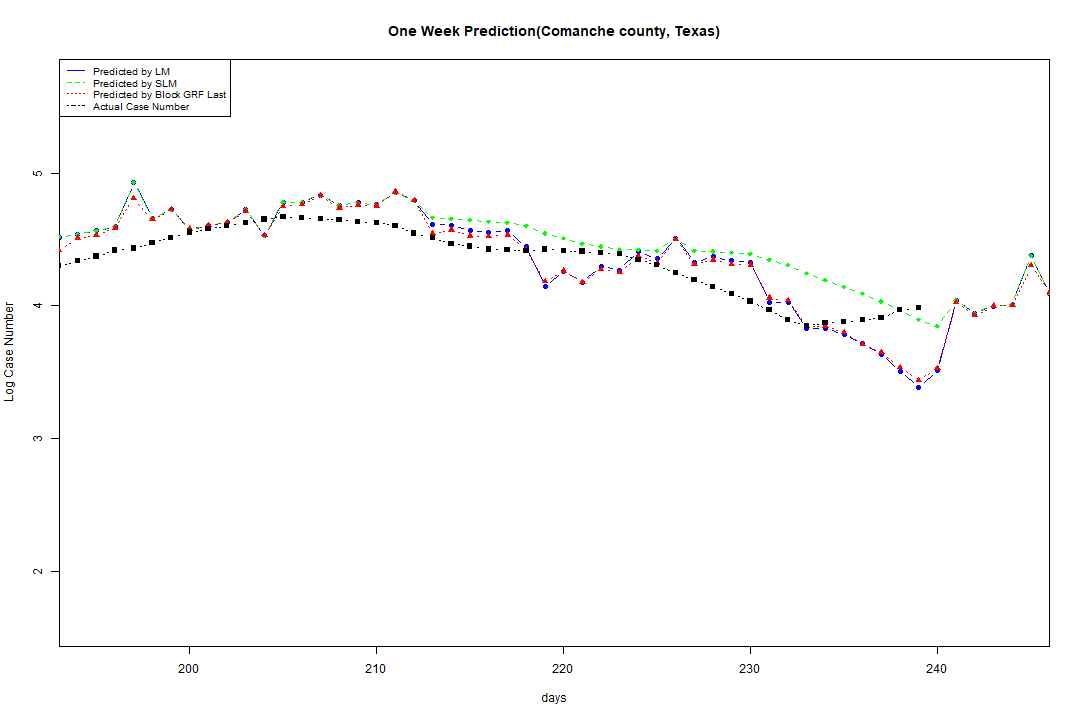 One Week Prediction(Comanche county, Texas)
Predicted by LM
Predicted by SLM
Predicted by Block GRF Last
Actual Case Number
5
4
3
2
Log Case Number
200 210 220 230 240
days